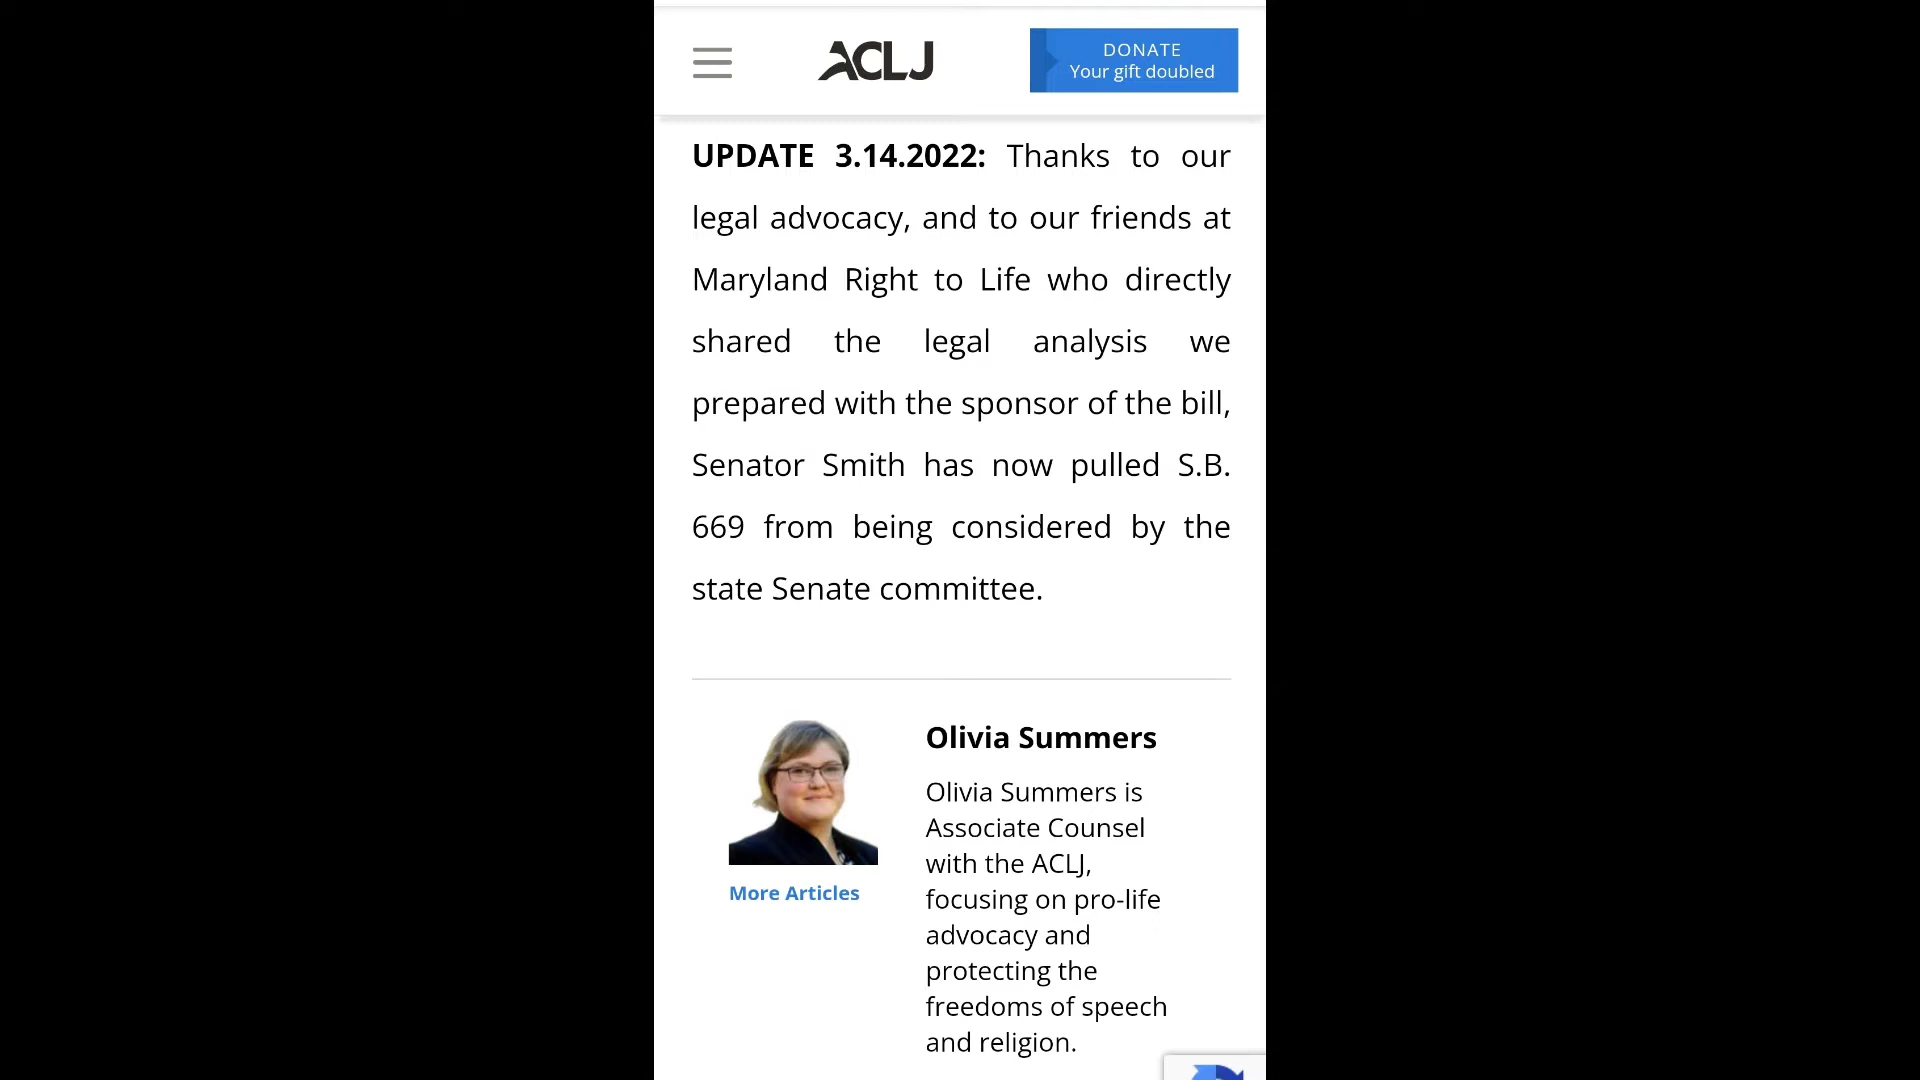 ACLJ
DONATE
Your gift doubled
UPDATE 3.14.2022: Thanks to our
legal advocacy, and to our friends at
Maryland Right to Life who directly
shared the legal analysis we
prepared with the sponsor of the bill,
Senator Smith has now pulled S.B.
669 from being considered by the
state Senate committee.
Olivia Summers
Olivia Summers is
Associate Counsel
with the ACLJ,
focusing on pro-life
advocacy and
protecting the
freedoms of speech
and religion.
More Articles